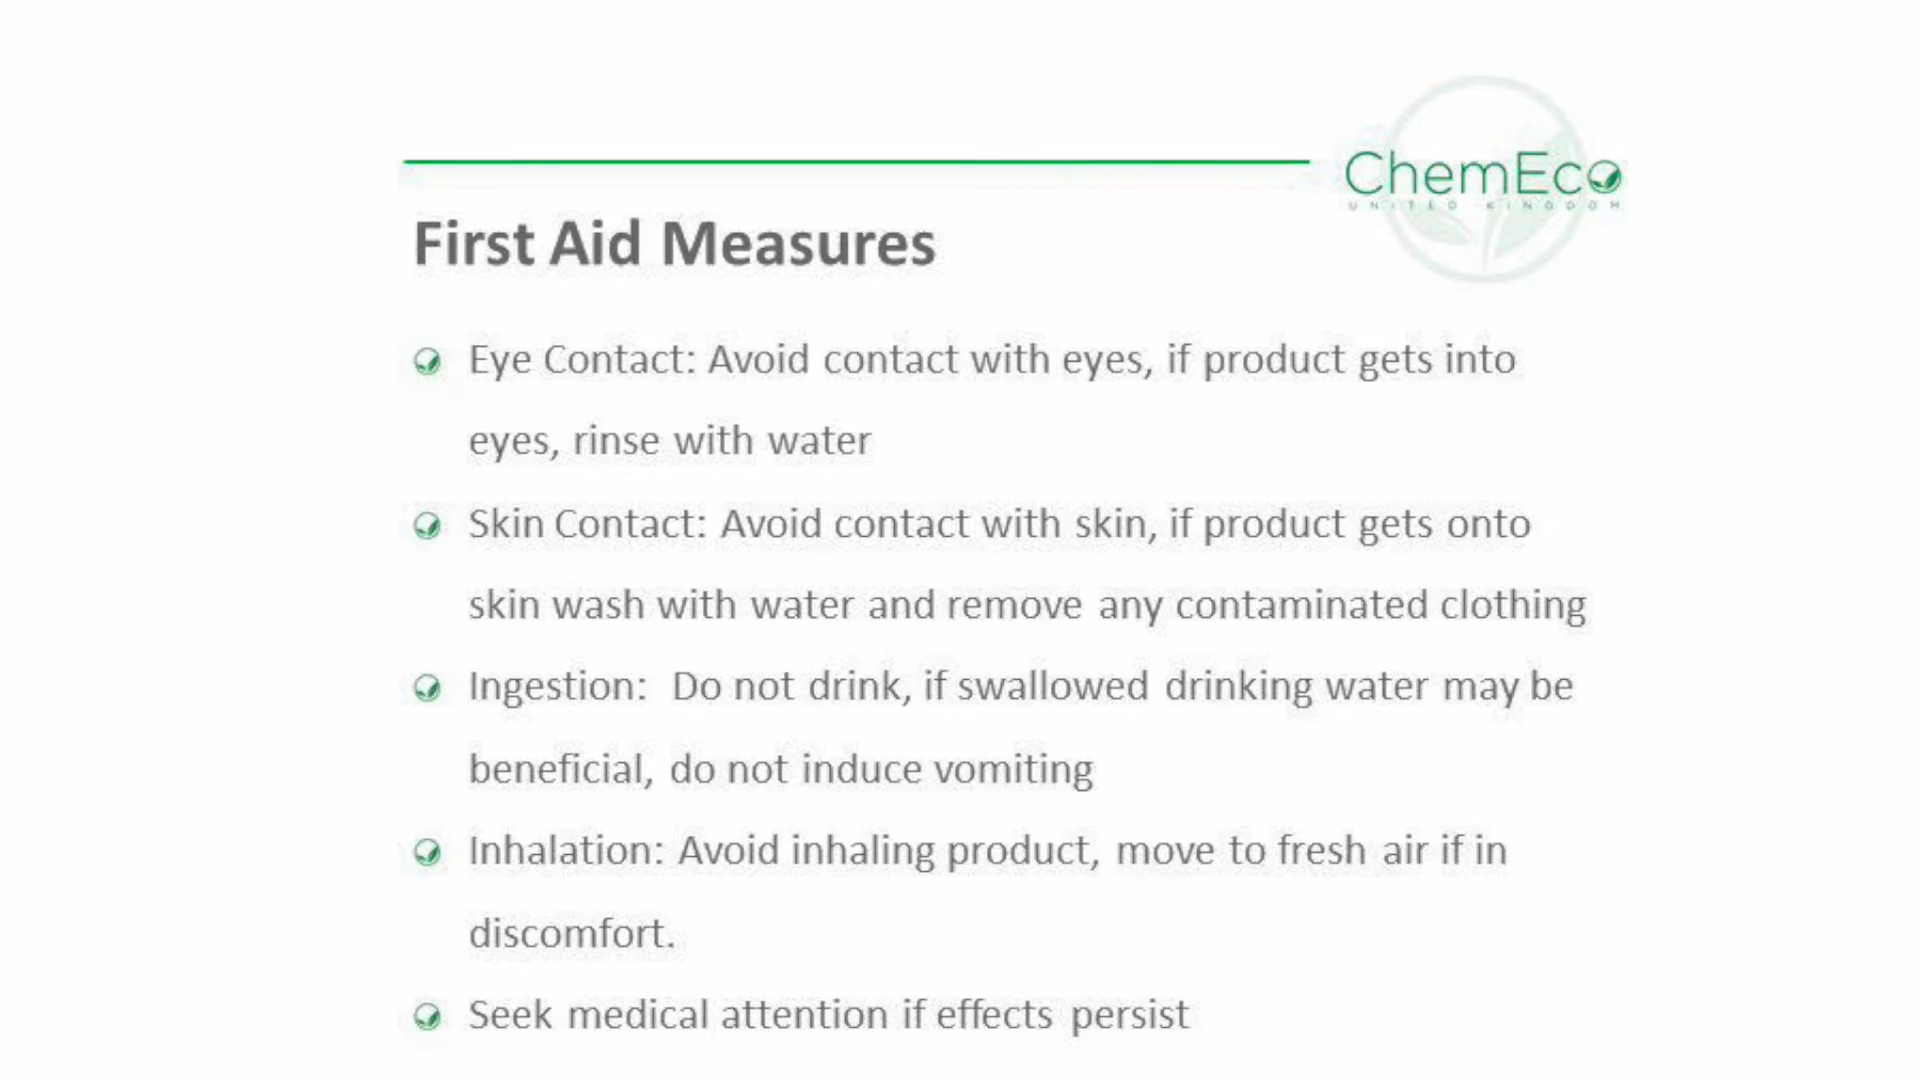 ChemEco
UNITED KINGDOM
First Aid Measures
Eye Contact: Avoid contact with eyes, if product gets into
eyes, rinse with water
Skin Contact: Avoid contact with skin, if product gets onto
skin wash with water and remove any contaminated clothing
Ingestion: Do not drink, if swallowed drinking water may be
beneficial, do not induce vomiting
Inhalation: Avoid inhaling product, move to fresh air if in
discomfort.
Seek medical attention if effects persist